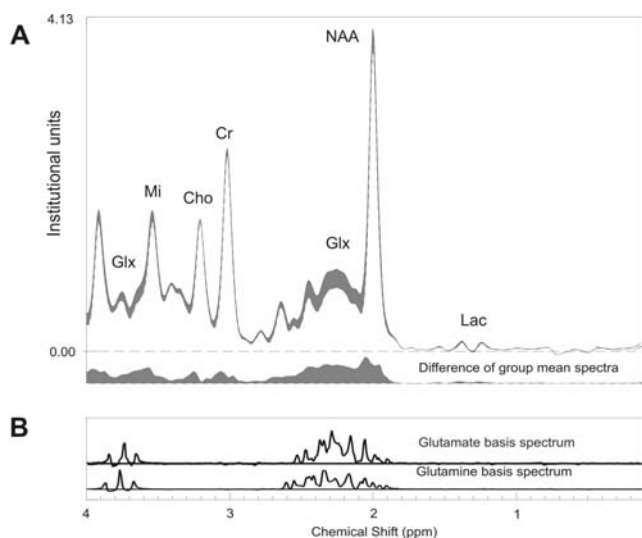 A
4.13
NAA
Cr
Mi
Cho
Glx
Glx
Lac
0.00
Institutional units
Difference of group mean spectra
B
Glutamate basis spectrum
Glutamine basis spectrum
4
3
2
1
Chemical Shift (ppm)